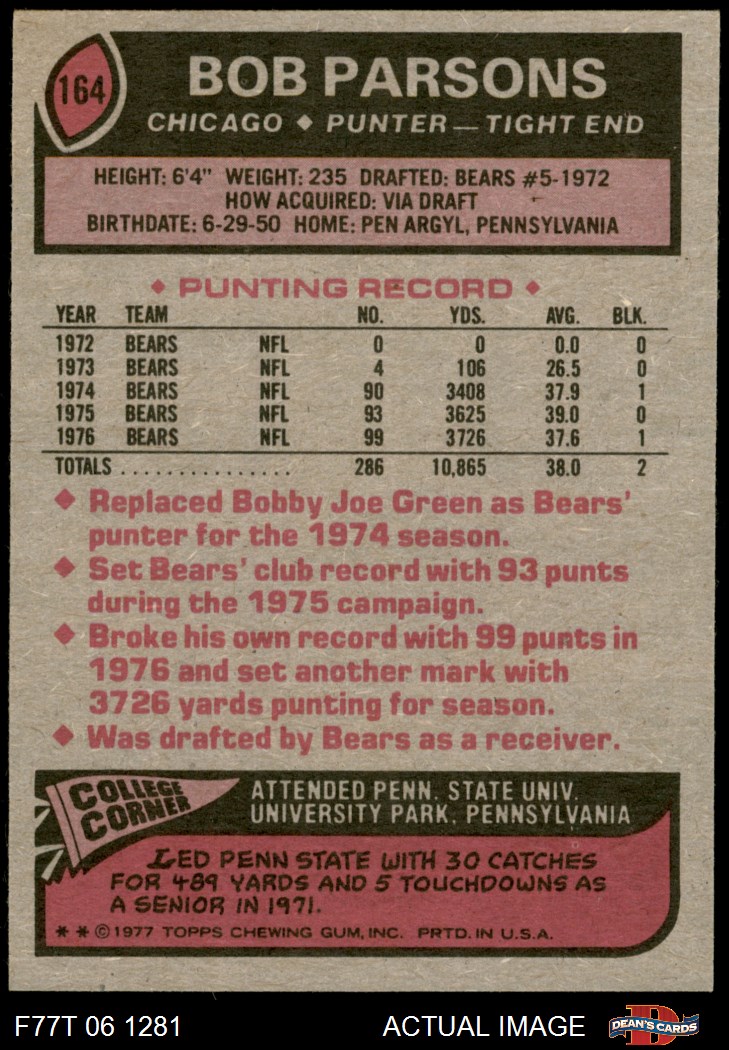 164
BOB PARSONS
CHICAGO ◆ PUNTER — TIGHT END
HEIGHT: 6'4" WEIGHT: 235 DRAFTED: BEARS #5-1972
HOW ACQUIRED: VIA DRAFT
BIRTHDATE: 6-29-50 HOME: PEN ARGYL, PENNSYLVANIA
◆ PUNTING RECORD ◆
YEAR TEAM NO. YDS. AVG. BLK.
1972 BEARS NFL 0 0 0.0 0
1973 BEARS NFL 4 106 26.5 0
1974 BEARS NFL 90 3408 37.9 1
1975 BEARS NFL 93 3625 39.0 0
1976 BEARS NFL 99 3726 37.6 1
TOTALS . . . . . . . . . . . . . . . 286 10,865 38.0 2
◆ Replaced Bobby Joe Green as Bears'
punter for the 1974 season.
◆ Set Bears' club record with 93 punts
during the 1975 campaign.
◆ Broke his own record with 99 punts in
1976 and set another mark with
3726 yards punting for season.
◆ Was drafted by Bears as a receiver.
COLLEGE
CORNER
ATTENDED PENN. STATE UNIV.
UNIVERSITY PARK, PENNSYLVANIA
LED PENN STATE WITH 30 CATCHES
FOR 489 YARDS AND 5 TOUCHDOWNS AS
A SENIOR IN 1971.
* * © 1977 TOPPS CHEWING GUM, INC. PRTD. IN U.S.A.
F77T 06 1281 ACTUAL IMAGE DEAN'S CARDS